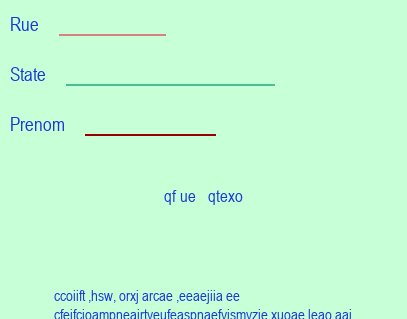 Rue
State
Prenom
qf ue qtexo
ccoiift ,hsw, orxj arcae ,eeaejiia ee
cfeifcioampneairtyeufeaspnaefvismyzie xuoae leao aai